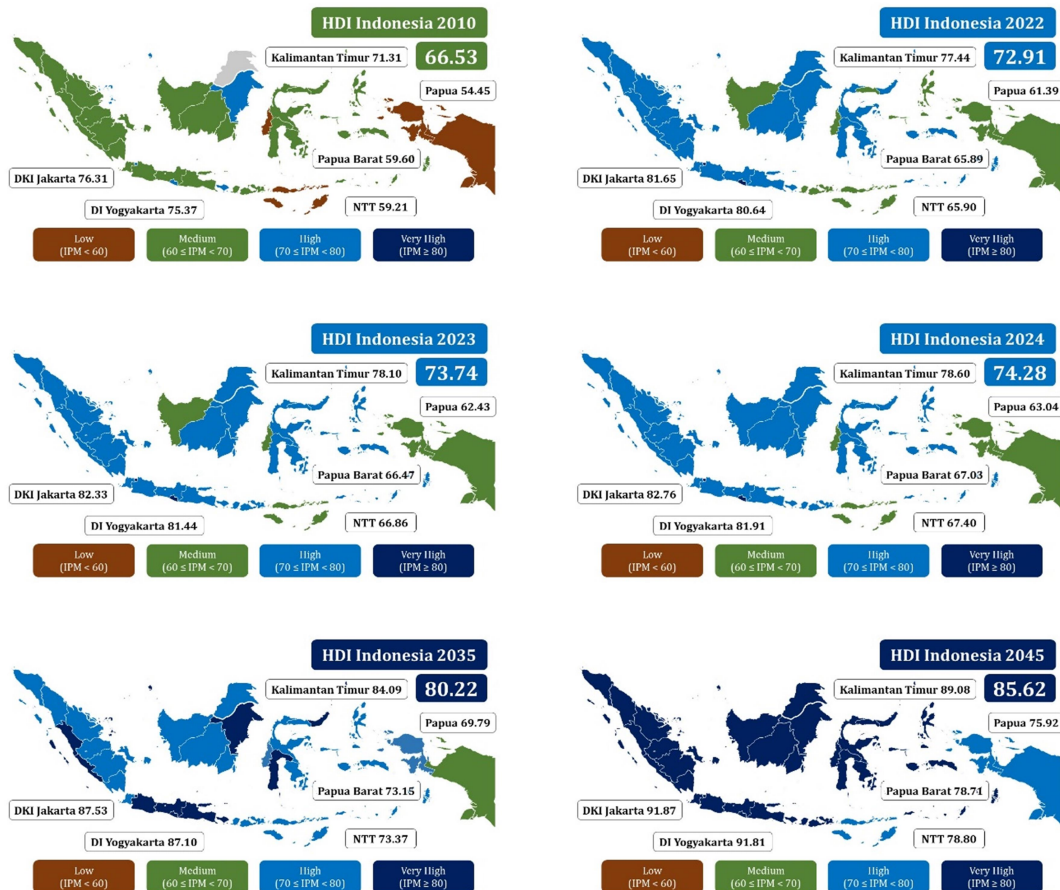 HDI Indonesia 2010
Kalimantan Timur 71.31
66.53
Papua 54.45
Papua Barat 59.60
DKI Jakarta 76.31
DI Yogyakarta 75.37
NTT 59.21
Low
(IPM < 60)
Medium
(60 ≤ IPM < 70)
High
(70 ≤ IPM < 80)
Very High
(IPM ≥ 80)
HDI Indonesia 2022
Kalimantan Timur 77.44
72.91
Papua 61.39
Papua Barat 65.89
DKI Jakarta 81.65
DI Yogyakarta 80.64
NTT 65.90
Low
(IPM < 60)
Medium
(60 ≤ IPM < 70)
High
(70 ≤ IPM < 80)
Very High
(IPM ≥ 80)
HDI Indonesia 2023
Kalimantan Timur 78.10
73.74
Papua 62.43
Papua Barat 66.47
DKI Jakarta 82.33
DI Yogyakarta 81.44
NTT 66.86
Low
(IPM < 60)
Medium
(60 ≤ IPM < 70)
High
(70 ≤ IPM < 80)
Very High
(IPM ≥ 80)
HDI Indonesia 2024
Kalimantan Timur 78.60
74.28
Papua 63.04
Papua Barat 67.03
DKI Jakarta 82.76
DI Yogyakarta 81.91
NTT 67.40
Low
(IPM < 60)
Medium
(60 ≤ IPM < 70)
High
(70 ≤ IPM < 80)
Very High
(IPM ≥ 80)
HDI Indonesia 2035
Kalimantan Timur 84.09
80.22
Papua 69.79
Papua Barat 73.15
DKI Jakarta 87.53
DI Yogyakarta 87.10
NTT 73.37
Low
(IPM < 60)
Medium
(60 ≤ IPM < 70)
High
(70 ≤ IPM < 80)
Very High
(IPM ≥ 80)
HDI Indonesia 2045
Kalimantan Timur 89.08
85.62
Papua 75.92
Papua Barat 78.71
DKI Jakarta 91.87
DI Yogyakarta 91.81
NTT 78.80
Low
(IPM < 60)
Medium
(60 ≤ IPM < 70)
High
(70 ≤ IPM < 80)
Very High
(IPM ≥ 80)